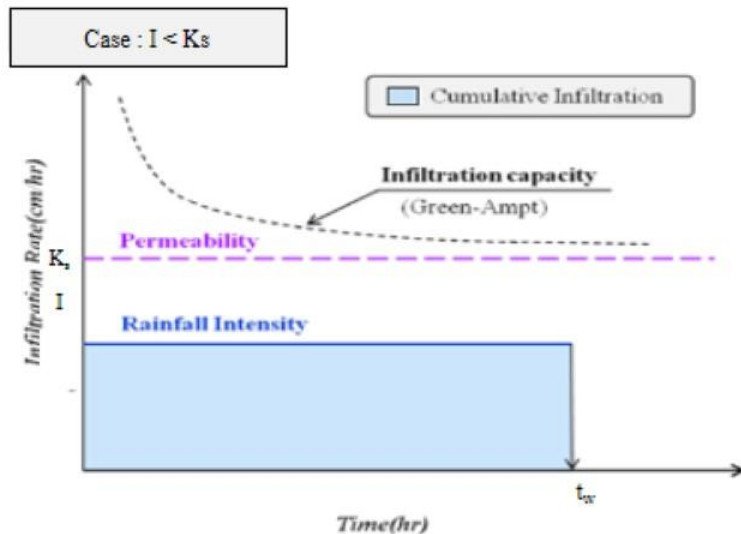 Case : I < Ks
Cumulative Infiltration
Infiltration capacity
(Green-Ampt)
Permeability
Ks
I
Rainfall Intensity
Infiltration Rate(cm/hr)
tw
Time(hr)